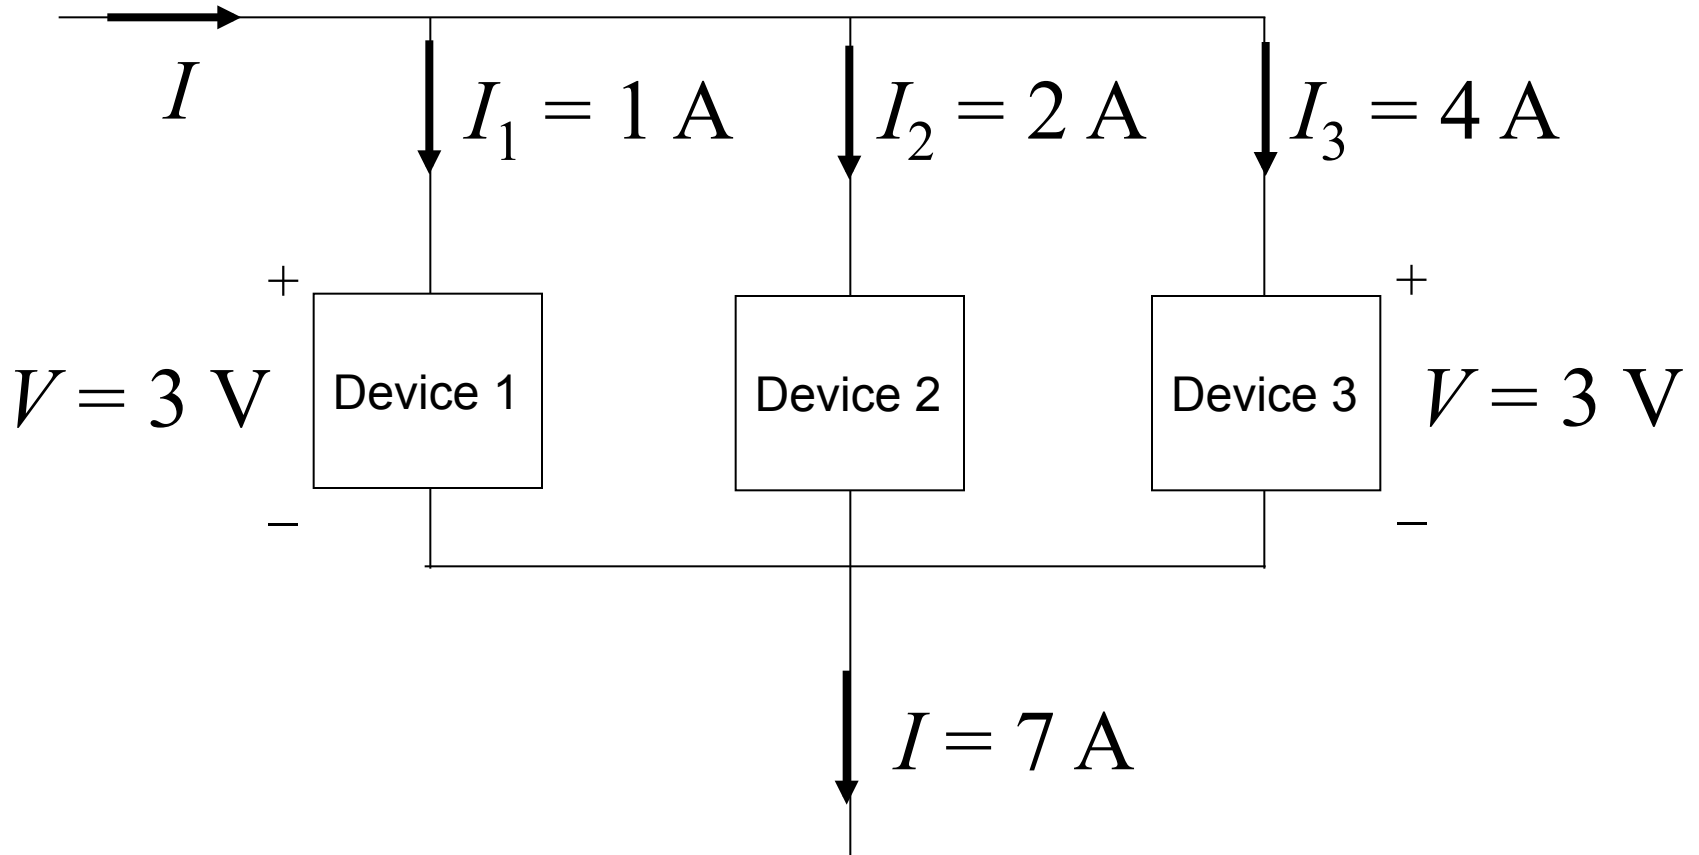 I
I₁ = 1 A
I₂ = 2 A
I₃ = 4 A
+
+
V = 3 V
Device 1
Device 2
Device 3
V = 3 V
–
–
I = 7 A